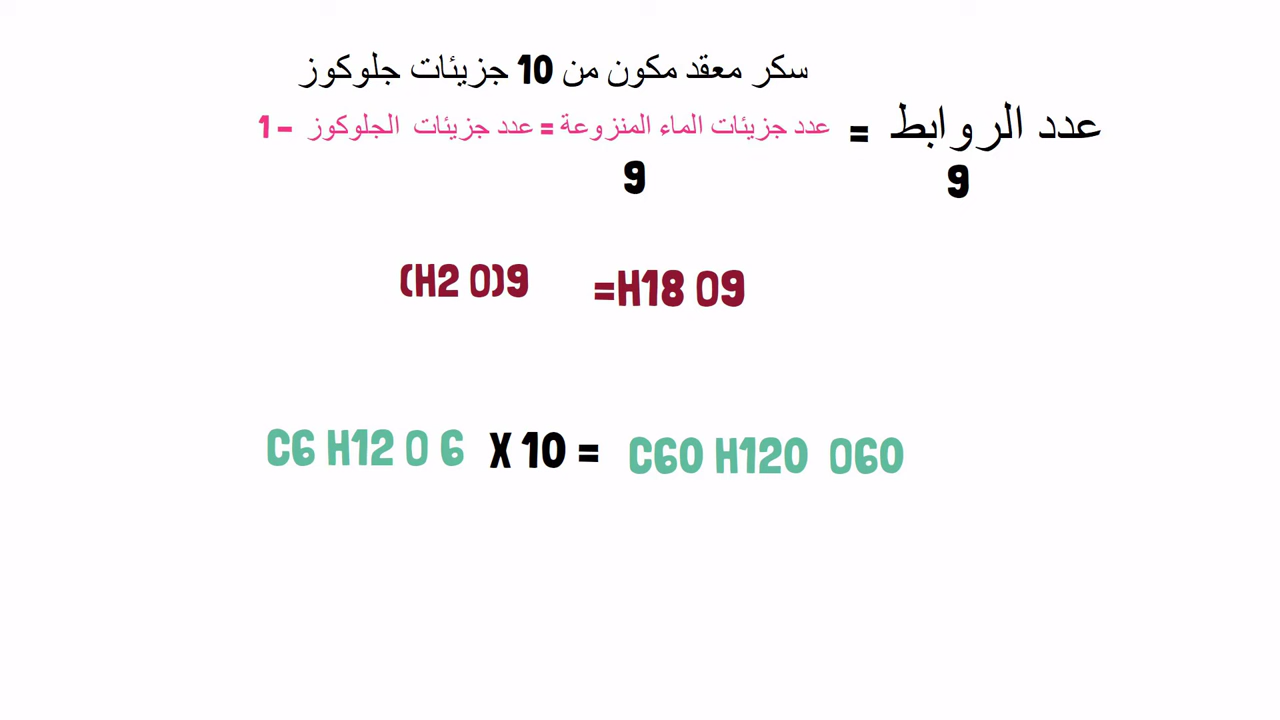 سكر معقد مكون من 10 جزيئات جلوكوز
عدد الروابط = عدد جزيئات الماء المنزوعة = عدد جزيئات الجلوكوز - 1
9 9
(H2 O)9 =H18 O9
C6 H12 O 6 X 10 = C60 H120 O60